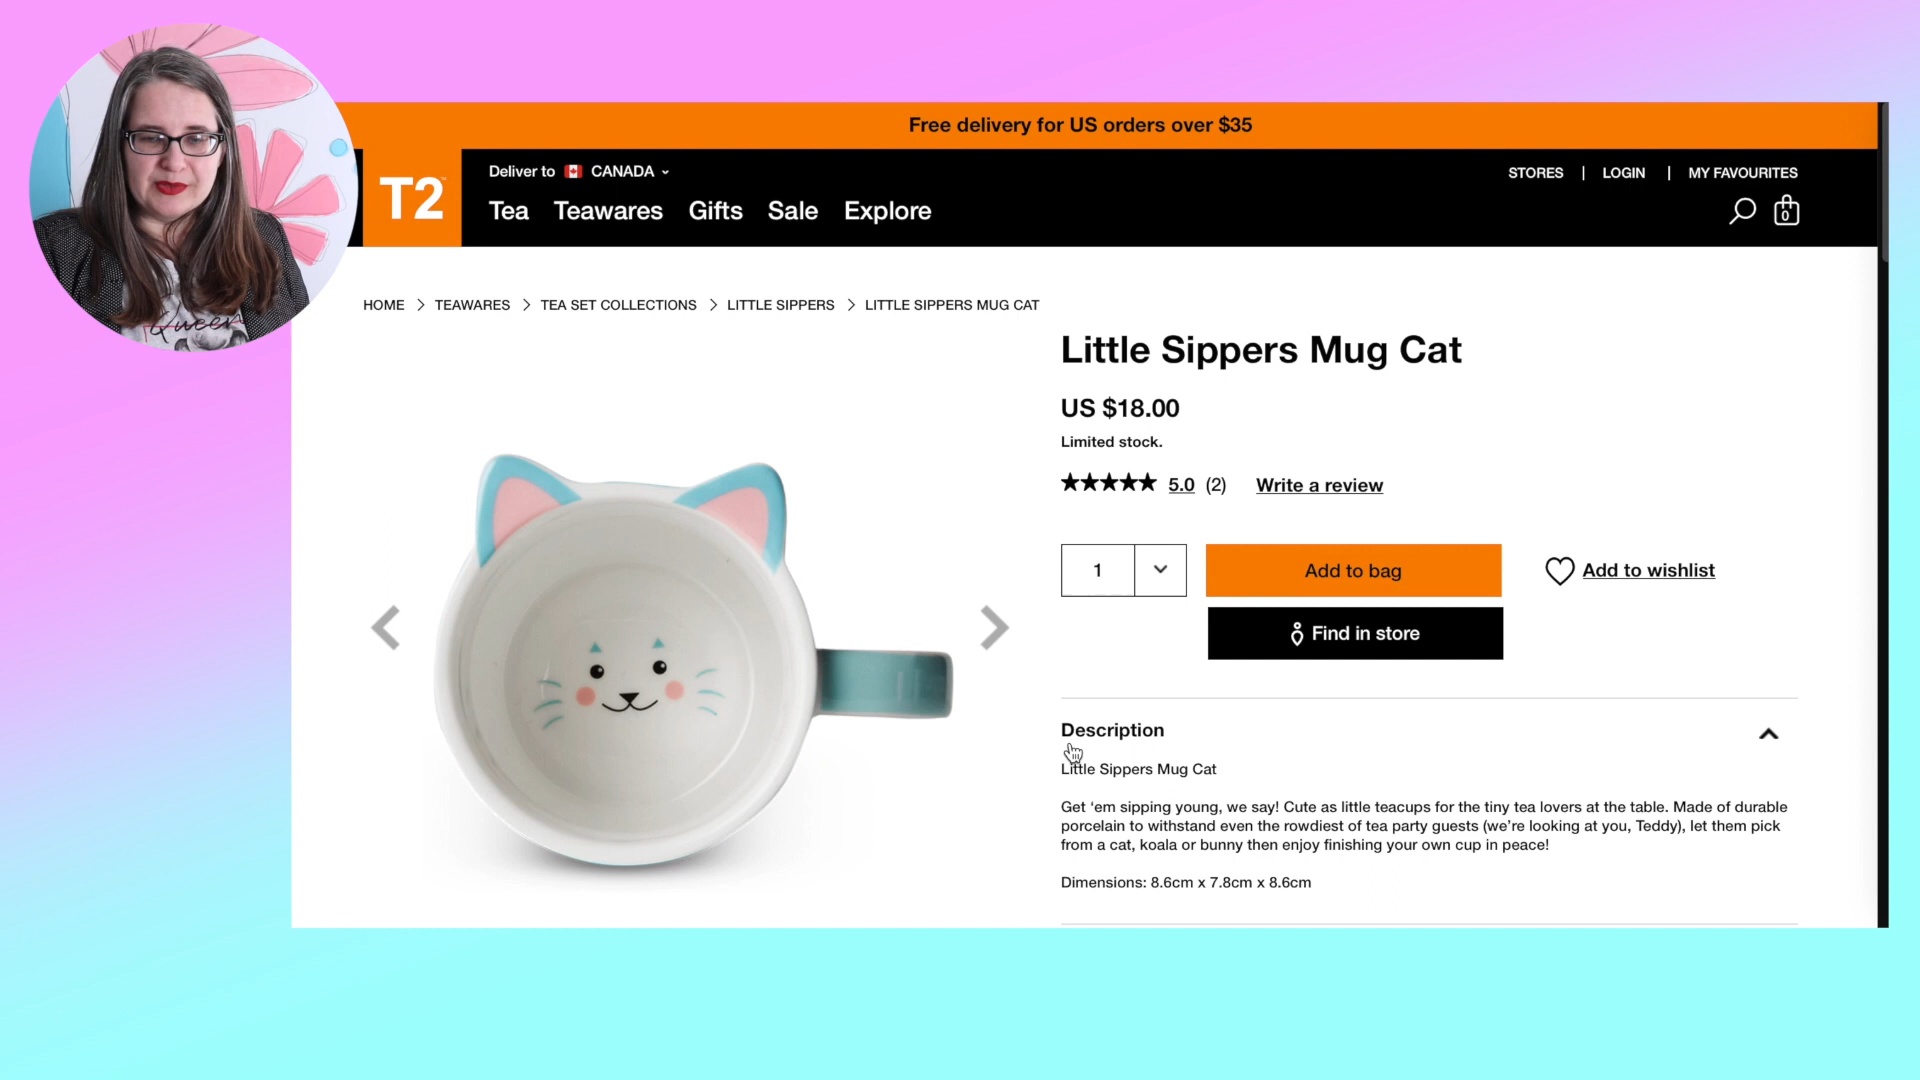 Queen
Free delivery for US orders over $35
T2
Deliver to CANADA
STORES | LOGIN | MY FAVOURITES
Tea Teawares Gifts Sale Explore
0
HOME > TEAWARES > TEA SET COLLECTIONS > LITTLE SIPPERS > LITTLE SIPPERS MUG CAT
Little Sippers Mug Cat
US $18.00
Limited stock.
★★★★★ 5.0 (2) Write a review
1
Add to bag
Add to wishlist
Find in store
Description
Little Sippers Mug Cat
Get ‘em sipping young, we say! Cute as little teacups for the tiny tea lovers at the table. Made of durable
porcelain to withstand even the rowdiest of tea party guests (we’re looking at you, Teddy), let them pick
from a cat, koala or bunny then enjoy finishing your own cup in peace!
Dimensions: 8.6cm x 7.8cm x 8.6cm